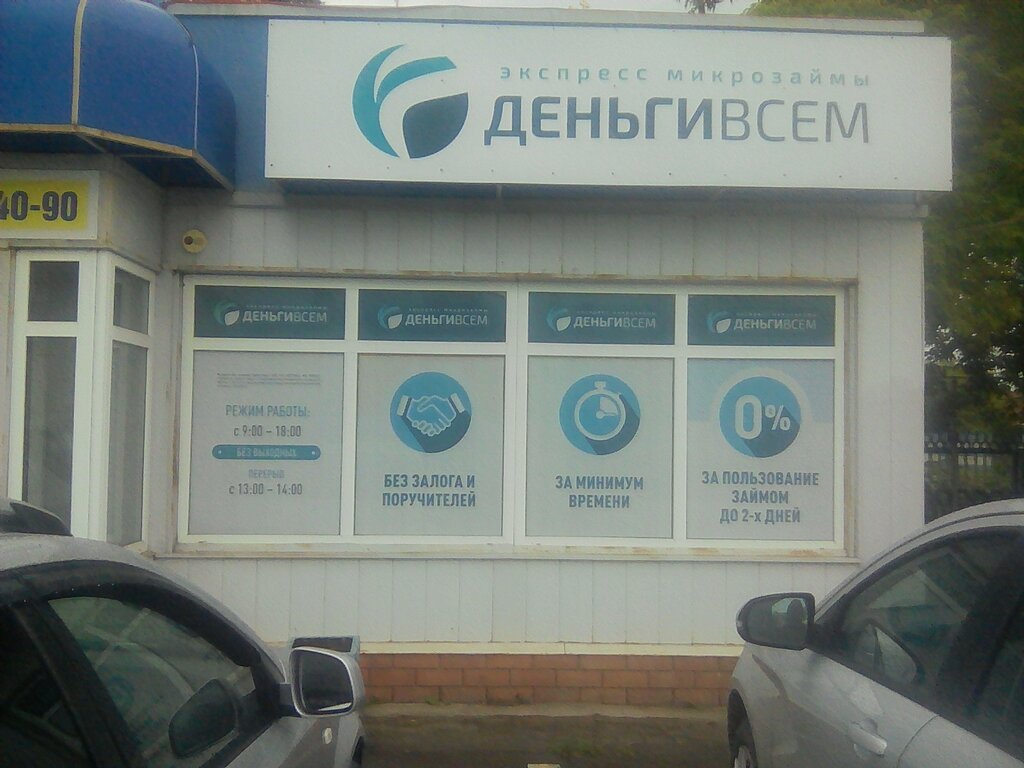 экспресс микрозаймы
ДЕНЬГИВСЕМ
40-90
ДЕНЬГИВСЕМ
ДЕНЬГИВСЕМ
ДЕНЬГИВСЕМ
ДЕНЬГИВСЕМ
РЕЖИМ РАБОТЫ:
с 9:00 – 18:00
БЕЗ ВЫХОДНЫХ
ПЕРЕРЫВ
с 13:00 – 14:00
БЕЗ ЗАЛОГА И
ПОРУЧИТЕЛЕЙ
ЗА МИНИМУМ
ВРЕМЕНИ
0%
ЗА ПОЛЬЗОВАНИЕ
ЗАЙМОМ
ДО 2-х ДНЕЙ